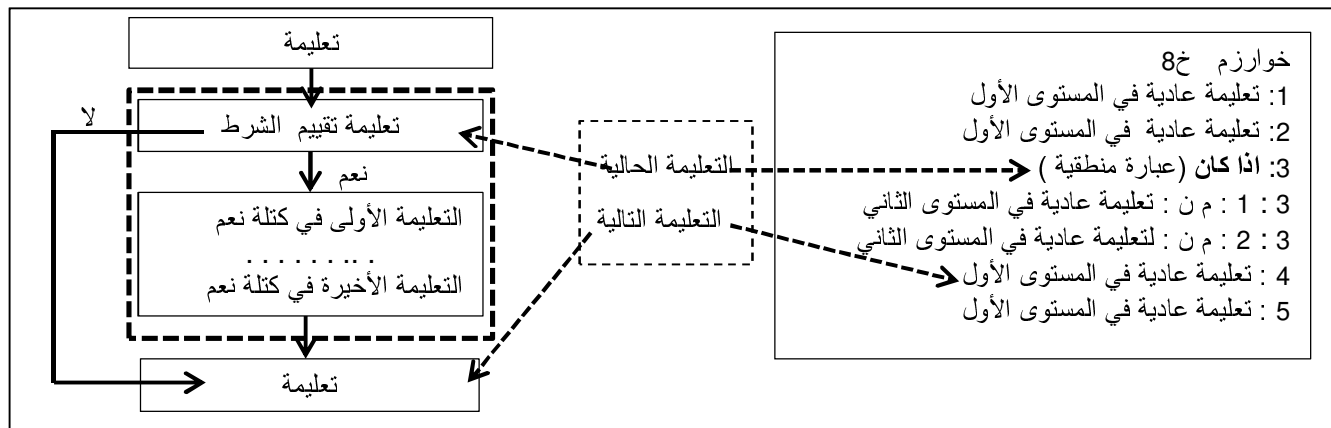 خوارزم خ8
1: تعليمة عادية في المستوى الأول
2: تعليمة عادية في المستوى الأول
3: اذا كان (عبارة منطقية )
3 : 1 : م ن : تعليمة عادية في المستوى الثاني
3 : 2 : م ن : لتعليمة عادية في المستوى الثاني
4 : تعليمة عادية في المستوى الأول
5 : تعليمة عادية في المستوى الأول
التعليمة الحالية
التعليمة التالية
تعليمة
تعليمة تقييم الشرط
لا
نعم
التعليمة الأولى في كتلة نعم
. . . . . .. .
التعليمة الأخيرة في كتلة نعم
تعليمة